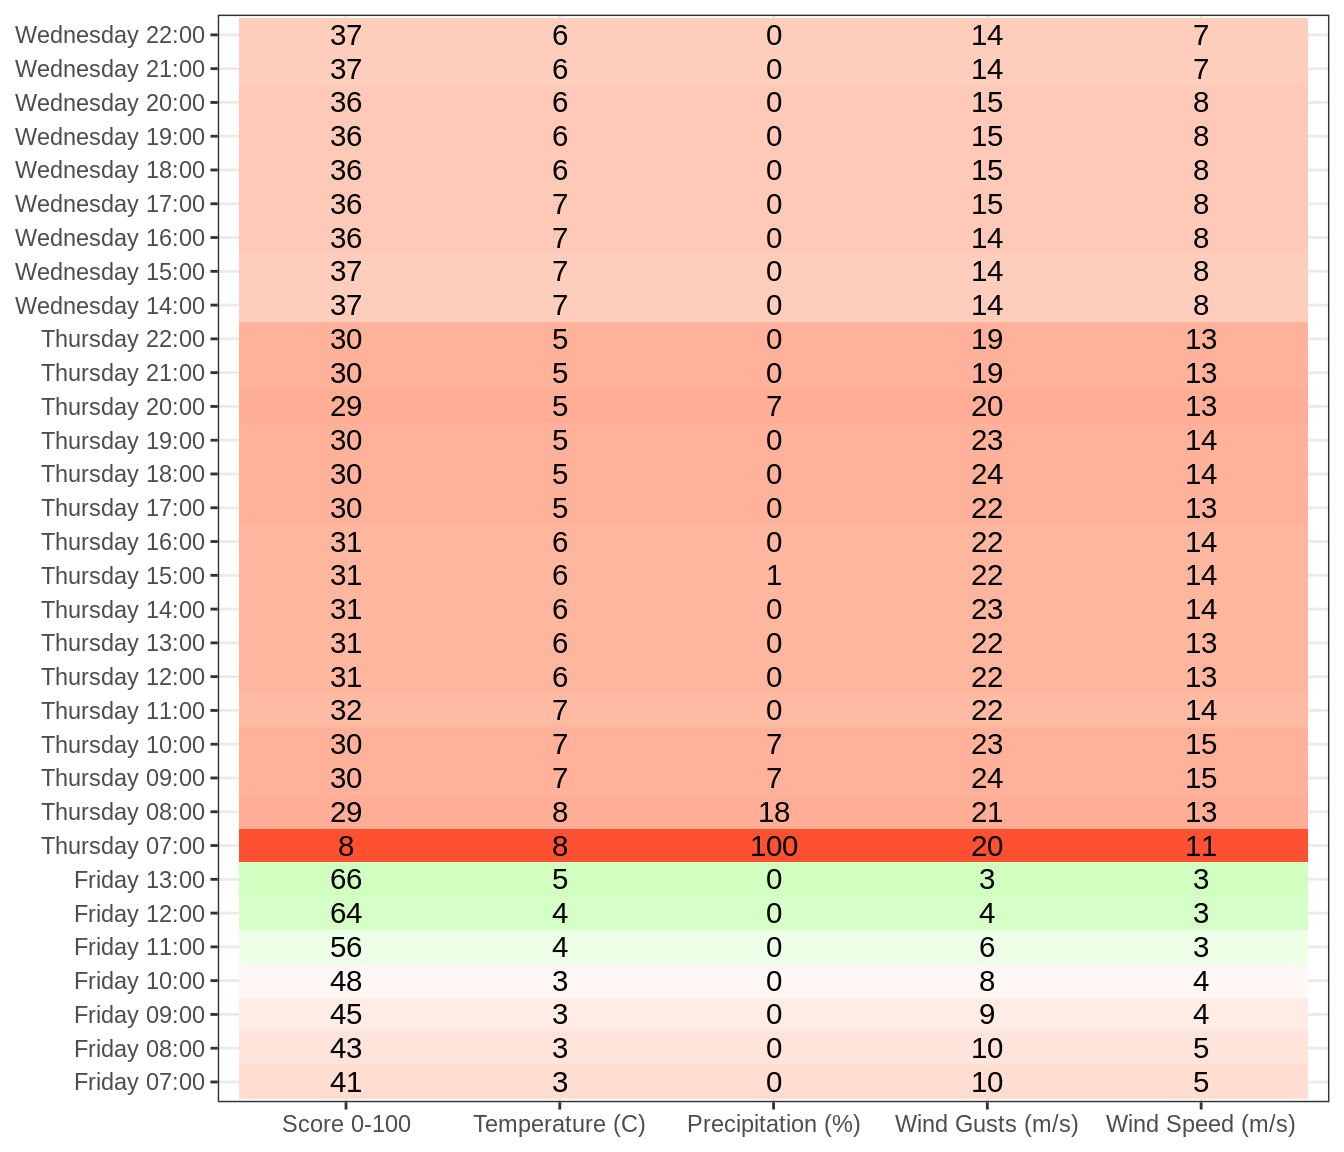 Wednesday 22:00 37 6 0 14 7
Wednesday 21:00 37 6 0 14 7
Wednesday 20:00 36 6 0 15 8
Wednesday 19:00 36 6 0 15 8
Wednesday 18:00 36 6 0 15 8
Wednesday 17:00 36 7 0 15 8
Wednesday 16:00 36 7 0 14 8
Wednesday 15:00 37 7 0 14 8
Wednesday 14:00 37 7 0 14 8
Thursday 22:00 30 5 0 19 13
Thursday 21:00 30 5 0 19 13
Thursday 20:00 29 5 7 20 13
Thursday 19:00 30 5 0 23 14
Thursday 18:00 30 5 0 24 14
Thursday 17:00 30 5 0 22 13
Thursday 16:00 31 6 0 22 14
Thursday 15:00 31 6 1 22 14
Thursday 14:00 31 6 0 23 14
Thursday 13:00 31 6 0 22 13
Thursday 12:00 31 6 0 22 13
Thursday 11:00 32 7 0 22 14
Thursday 10:00 30 7 7 23 15
Thursday 09:00 30 7 7 24 15
Thursday 08:00 29 8 18 21 13
Thursday 07:00 8 8 100 20 11
Friday 13:00 66 5 0 3 3
Friday 12:00 64 4 0 4 3
Friday 11:00 56 4 0 6 3
Friday 10:00 48 3 0 8 4
Friday 09:00 45 3 0 9 4
Friday 08:00 43 3 0 10 5
Friday 07:00 41 3 0 10 5
Score 0-100 Temperature (C) Precipitation (%) Wind Gusts (m/s) Wind Speed (m/s)